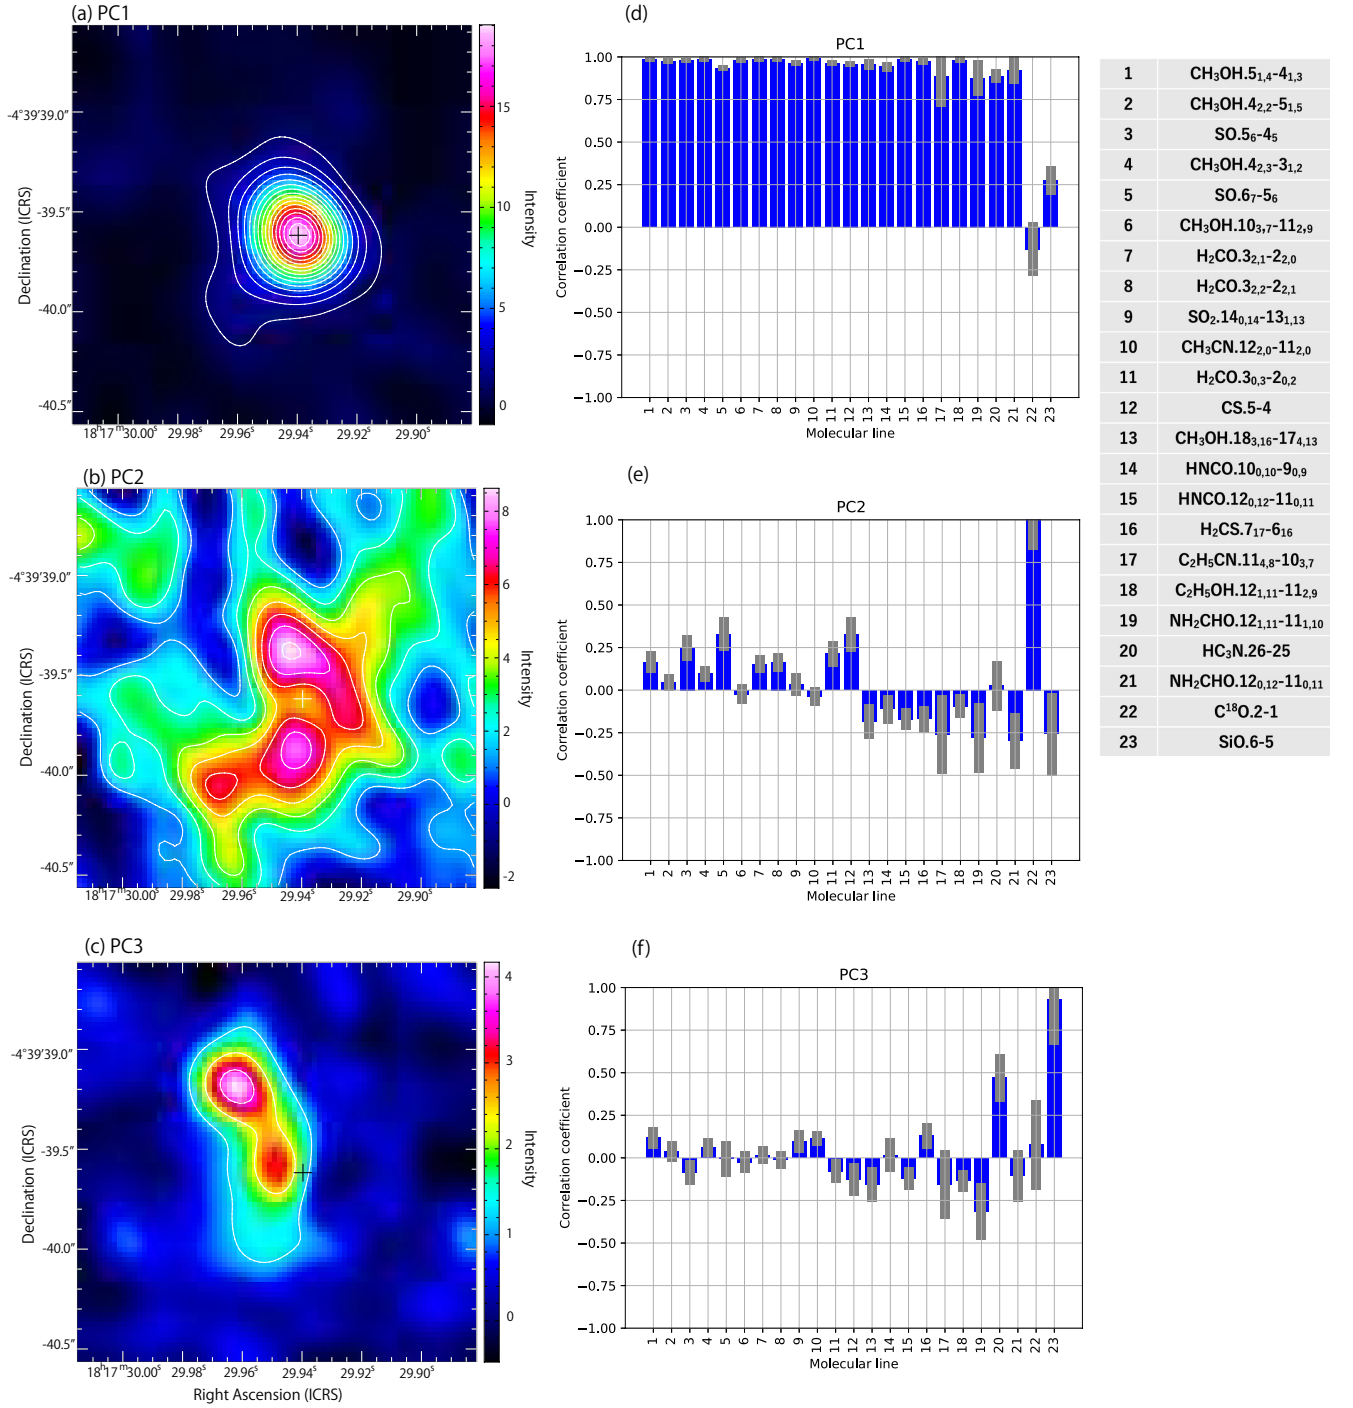 (a) PC1
-4°39'39.0"
-39.5"
-40.0"
-40.5"
Declination (ICRS)
18ʰ17ᵐ30.00ˢ 29.98ˢ 29.96ˢ 29.94ˢ 29.92ˢ 29.90ˢ
15
10
5
0
Intensity
(d)
PC1
1.00
0.75
0.50
0.25
0.00
−0.25
−0.50
−0.75
−1.00
Correlation coefficient
1 2 3 4 5 6 7 8 9 10 11 12 13 14 15 16 17 18 19 20 21 22 23
Molecular line
1 CH₃OH.5₁,₄-4₁,₃
2 CH₃OH.4₂,₂-5₁,₅
3 SO.5₆-4₅
4 CH₃OH.4₂,₃-3₁,₂
5 SO.6₇-5₆
6 CH₃OH.10₃,₇-11₂,₉
7 H₂CO.3₂,₁-2₂,₀
8 H₂CO.3₂,₂-2₂,₁
9 SO₂.14₀,₁₄-13₁,₁₃
10 CH₃CN.12₂,₀-11₂,₀
11 H₂CO.3₀,₃-2₀,₂
12 CS.5-4
13 CH₃OH.18₃,₁₆-17₄,₁₃
14 HNCO.10₀,₁₀-9₀,₉
15 HNCO.12₀,₁₂-11₀,₁₁
16 H₂CS.7₁₇-6₁₆
17 C₂H₅CN.11₄,₈-10₃,₇
18 C₂H₅OH.12₁,₁₁-11₂,₉
19 NH₂CHO.12₁,₁₁-11₁,₁₀
20 HC₃N.26-25
21 NH₂CHO.12₀,₁₂-11₀,₁₁
22 C¹⁸O.2-1
23 SiO.6-5
(b) PC2
-4°39'39.0"
-39.5"
-40.0"
-40.5"
Declination (ICRS)
18ʰ17ᵐ30.00ˢ 29.98ˢ 29.96ˢ 29.94ˢ 29.92ˢ 29.90ˢ
8
6
4
2
0
-2
Intensity
(e)
PC2
1.00
0.75
0.50
0.25
0.00
−0.25
−0.50
−0.75
−1.00
Correlation coefficient
1 2 3 4 5 6 7 8 9 10 11 12 13 14 15 16 17 18 19 20 21 22 23
Molecular line
(c) PC3
-4°39'39.0"
-39.5"
-40.0"
-40.5"
Declination (ICRS)
18ʰ17ᵐ30.00ˢ 29.98ˢ 29.96ˢ 29.94ˢ 29.92ˢ 29.90ˢ
Right Ascension (ICRS)
4
3
2
1
0
Intensity
(f)
PC3
1.00
0.75
0.50
0.25
0.00
−0.25
−0.50
−0.75
−1.00
Correlation coefficient
1 2 3 4 5 6 7 8 9 10 11 12 13 14 15 16 17 18 19 20 21 22 23
Molecular line